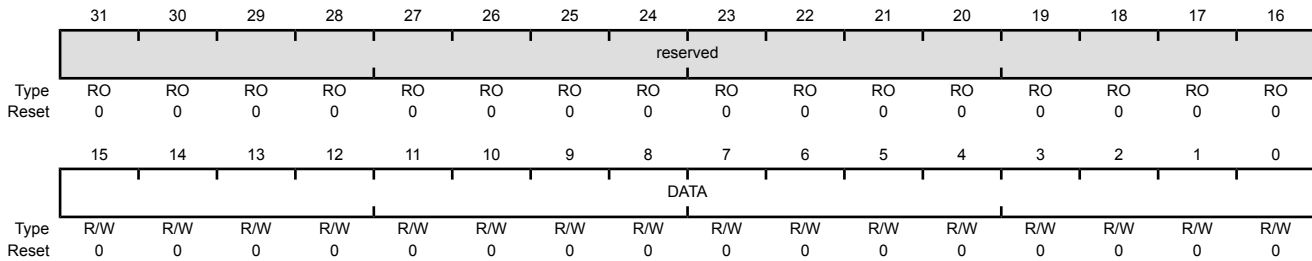 31 30 29 28 27 26 25 24 23 22 21 20 19 18 17 16
reserved
Type RO RO RO RO RO RO RO RO RO RO RO RO RO RO RO RO
Reset 0 0 0 0 0 0 0 0 0 0 0 0 0 0 0 0
15 14 13 12 11 10 9 8 7 6 5 4 3 2 1 0
DATA
Type R/W R/W R/W R/W R/W R/W R/W R/W R/W R/W R/W R/W R/W R/W R/W R/W
Reset 0 0 0 0 0 0 0 0 0 0 0 0 0 0 0 0